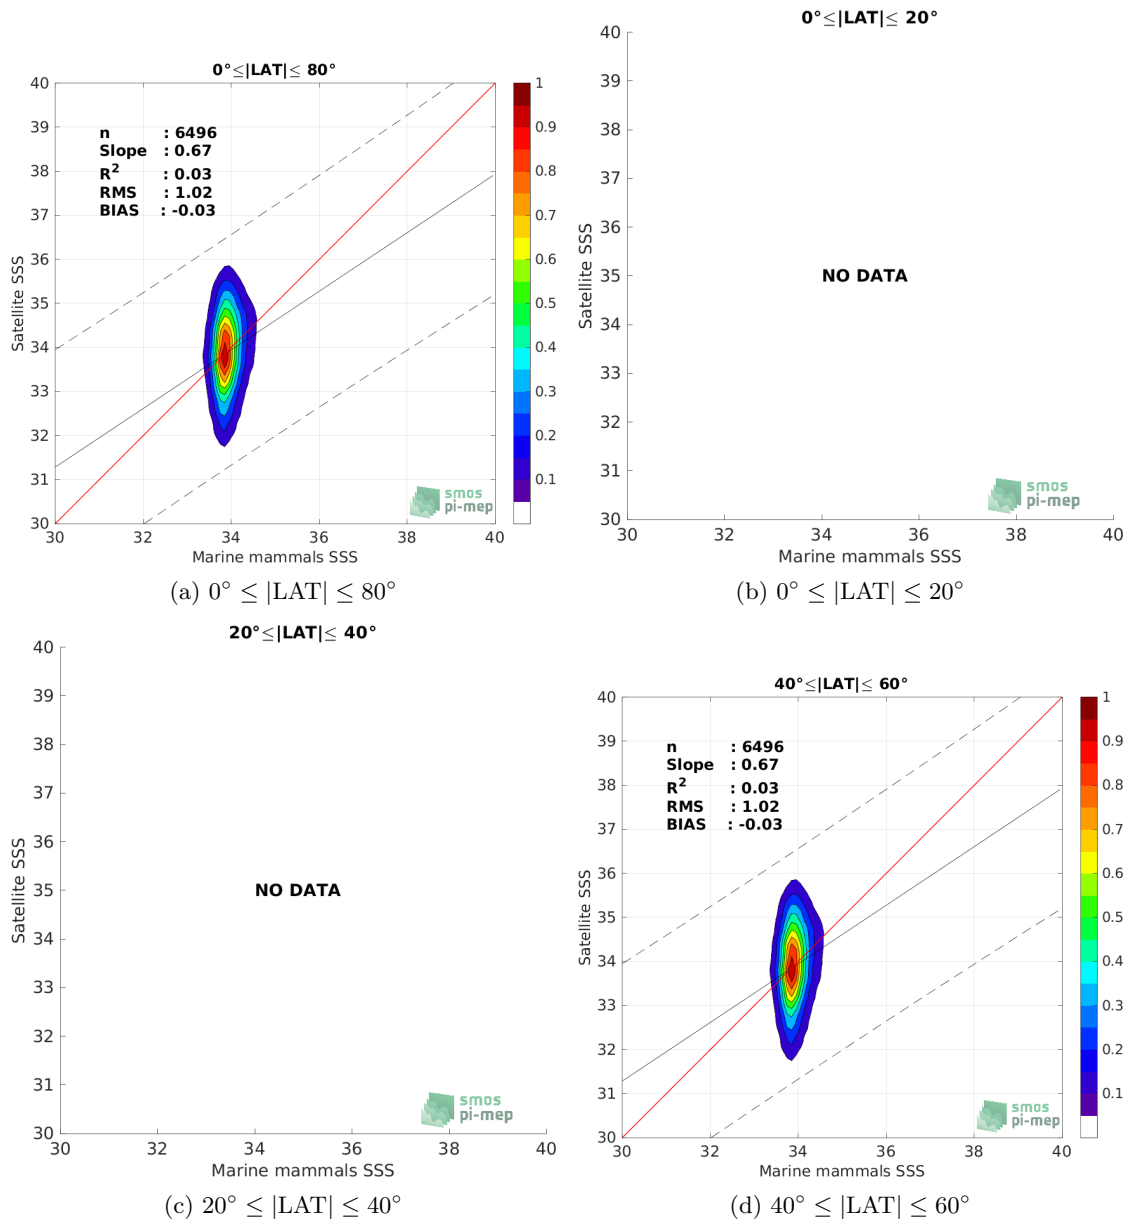 0°≤|LAT|≤ 80°
40
39
38
37
36
35
34
33
32
31
30
Satellite SSS
n : 6496
Slope : 0.67
R² : 0.03
RMS : 1.02
BIAS : -0.03
smos
pi-mep
30 32 34 36 38 40
Marine mammals SSS
1
0.9
0.8
0.7
0.6
0.5
0.4
0.3
0.2
0.1
(a) 0° ≤ |LAT| ≤ 80°
0°≤|LAT|≤ 20°
40
39
38
37
36
35
34
33
32
31
30
Satellite SSS
NO DATA
smos
pi-mep
30 32 34 36 38 40
Marine mammals SSS
(b) 0° ≤ |LAT| ≤ 20°
20°≤|LAT|≤ 40°
40
39
38
37
36
35
34
33
32
31
30
Satellite SSS
NO DATA
smos
pi-mep
30 32 34 36 38 40
Marine mammals SSS
(c) 20° ≤ |LAT| ≤ 40°
40°≤|LAT|≤ 60°
40
39
38
37
36
35
34
33
32
31
30
Satellite SSS
n : 6496
Slope : 0.67
R² : 0.03
RMS : 1.02
BIAS : -0.03
smos
pi-mep
30 32 34 36 38 40
Marine mammals SSS
1
0.9
0.8
0.7
0.6
0.5
0.4
0.3
0.2
0.1
(d) 40° ≤ |LAT| ≤ 60°